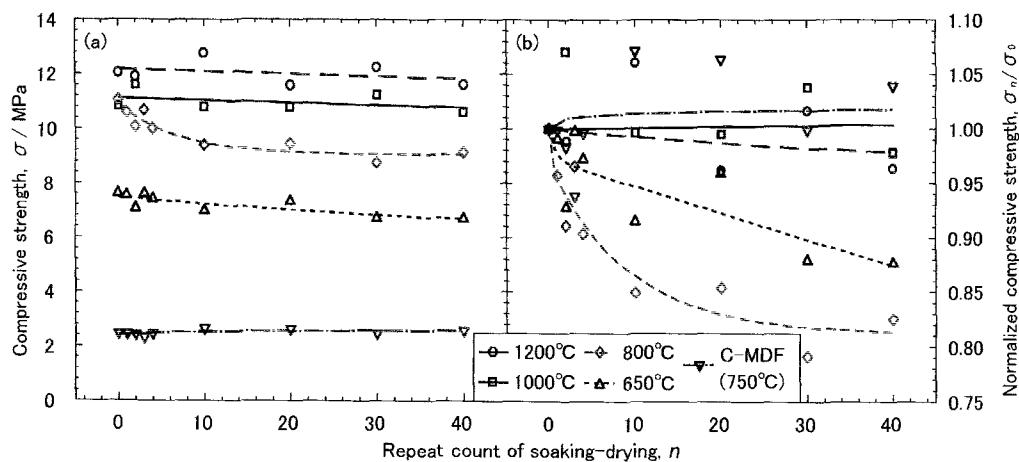 14
12
10
8
6
4
2
0
Compressive strength, σ / MPa
(a)
0 10 20 30 40
(b)
0 10 20 30 40
1.10
1.05
1.00
0.95
0.90
0.85
0.80
0.75
Normalized compressive strength, σn/σ0
1200°C 800°C C-MDF
1000°C 650°C (750°C)
Repeat count of soaking-drying, n